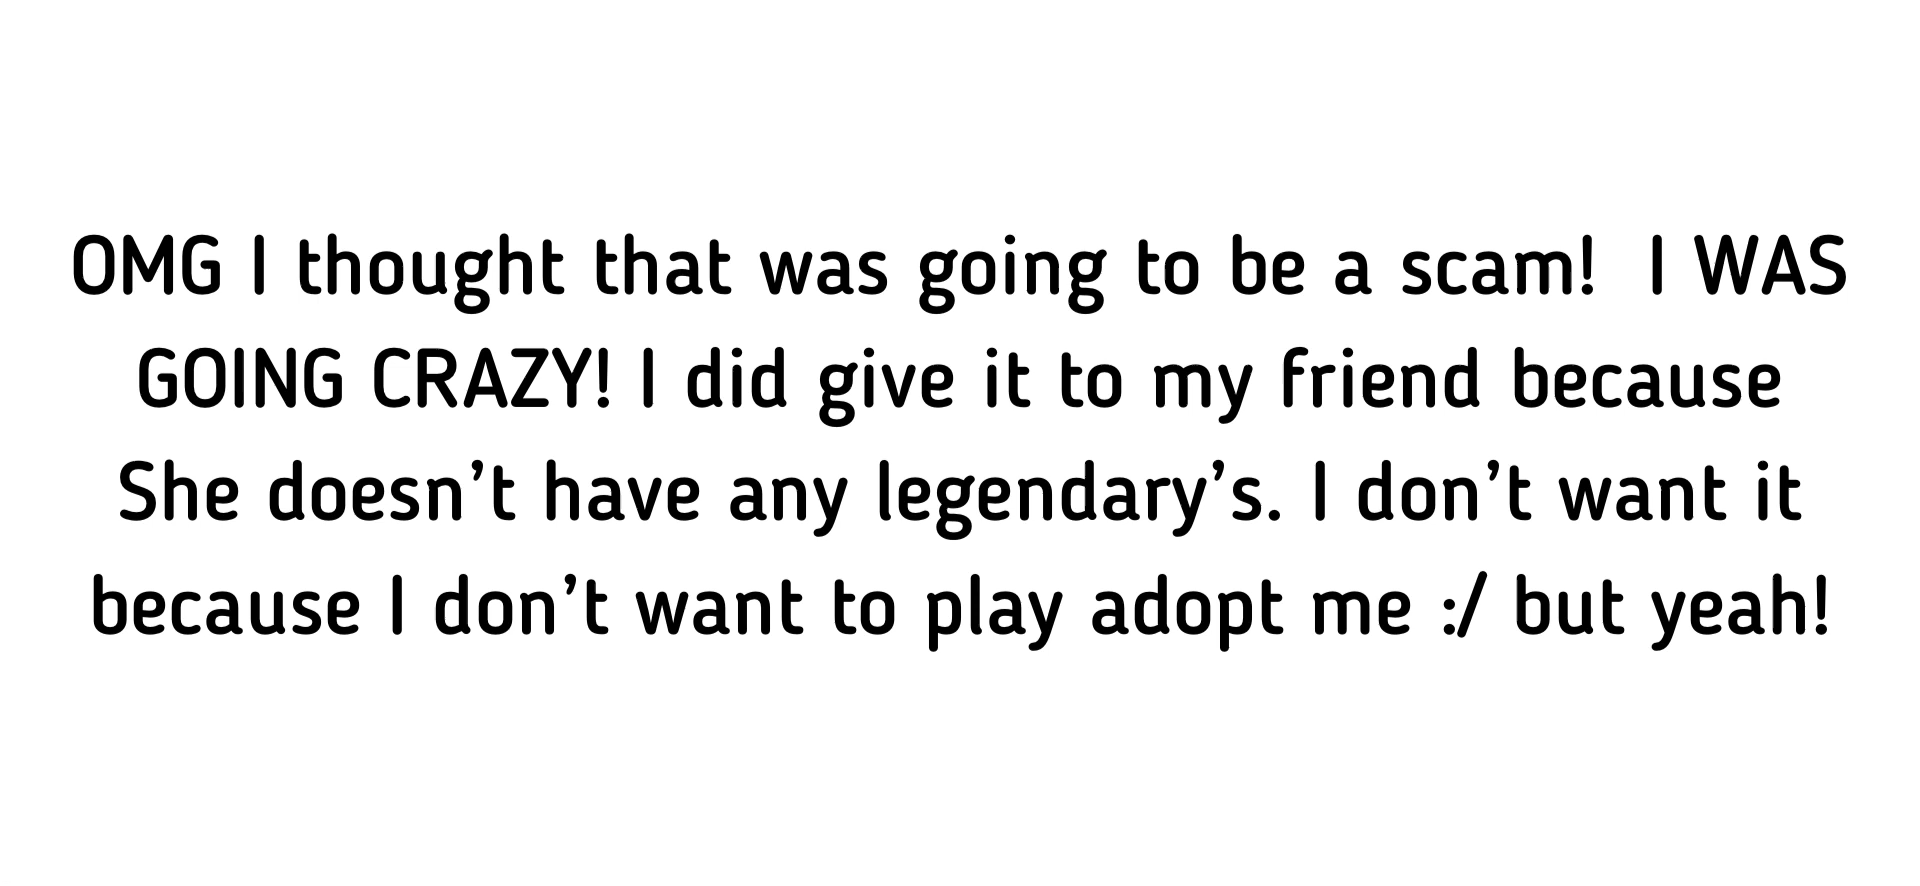 OMG I thought that was going to be a scam!  I WAS
GOING CRAZY! I did give it to my friend because
She doesn’t have any legendary’s. I don’t want it
because I don’t want to play adopt me :/ but yeah!